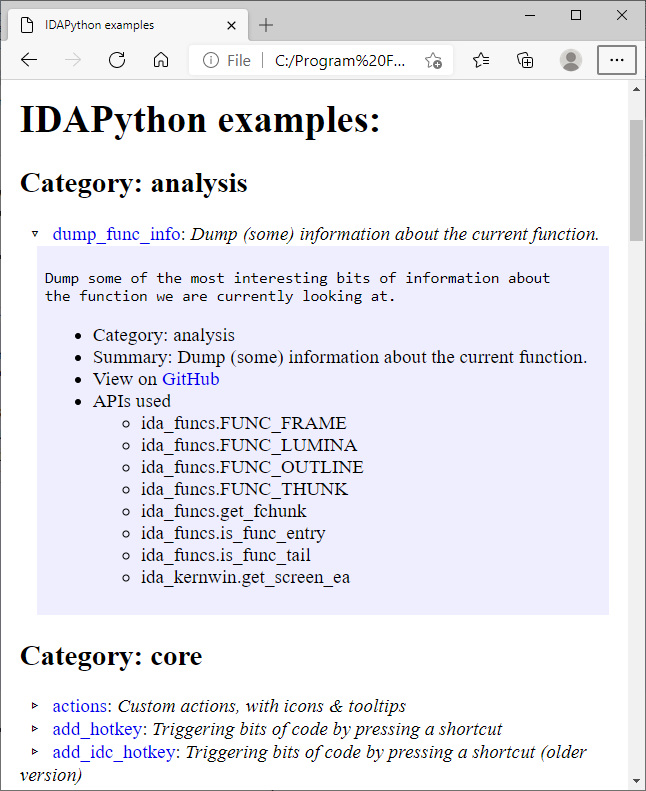 IDAPython examples
File
C:/Program%20F...
IDAPython examples:
Category: analysis
dump_func_info: Dump (some) information about the current function.
Dump some of the most interesting bits of information about
the function we are currently looking at.
Category: analysis
Summary: Dump (some) information about the current function.
View on GitHub
APIs used
ida_funcs.FUNC_FRAME
ida_funcs.FUNC_LUMINA
ida_funcs.FUNC_OUTLINE
ida_funcs.FUNC_THUNK
ida_funcs.get_fchunk
ida_funcs.is_func_entry
ida_funcs.is_func_tail
ida_kernwin.get_screen_ea
Category: core
actions: Custom actions, with icons & tooltips
add_hotkey: Triggering bits of code by pressing a shortcut
add_idc_hotkey: Triggering bits of code by pressing a shortcut (older
version)